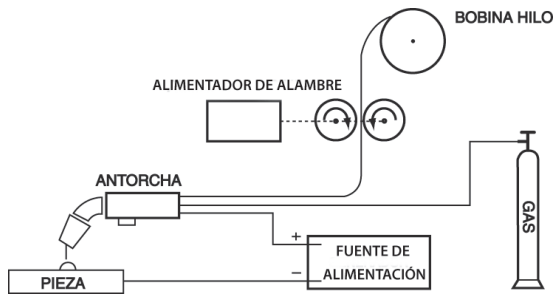 BOBINA HILO
ALIMENTADOR DE ALAMBRE
ANTORCHA
GAS
+
FUENTE DE
ALIMENTACIÓN
–
PIEZA